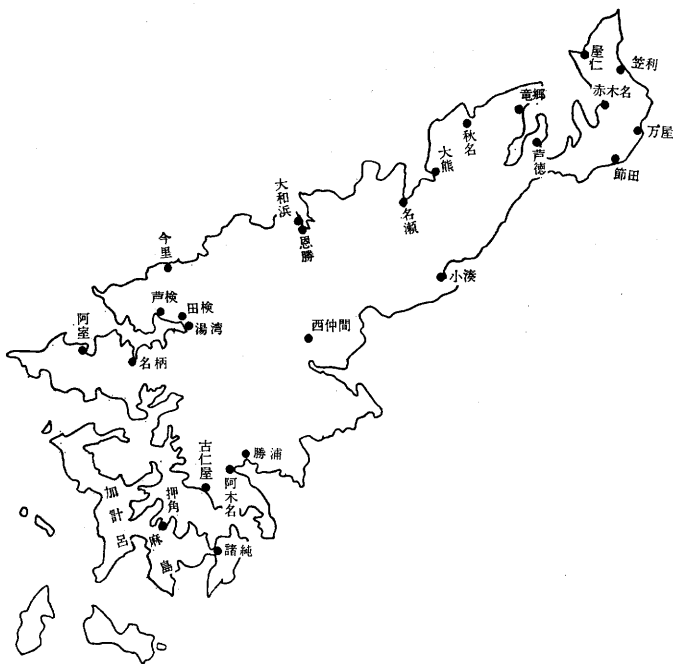 屋仁
笠利
赤木名
万屋
節田
竜郷
芦徳
秋名
大熊
名瀬
大和浜
恩勝
今里
小湊
芦検
田検
湯湾
阿室
名柄
西仲間
勝浦
古仁屋
阿木名
押角
諸純
加計呂麻島